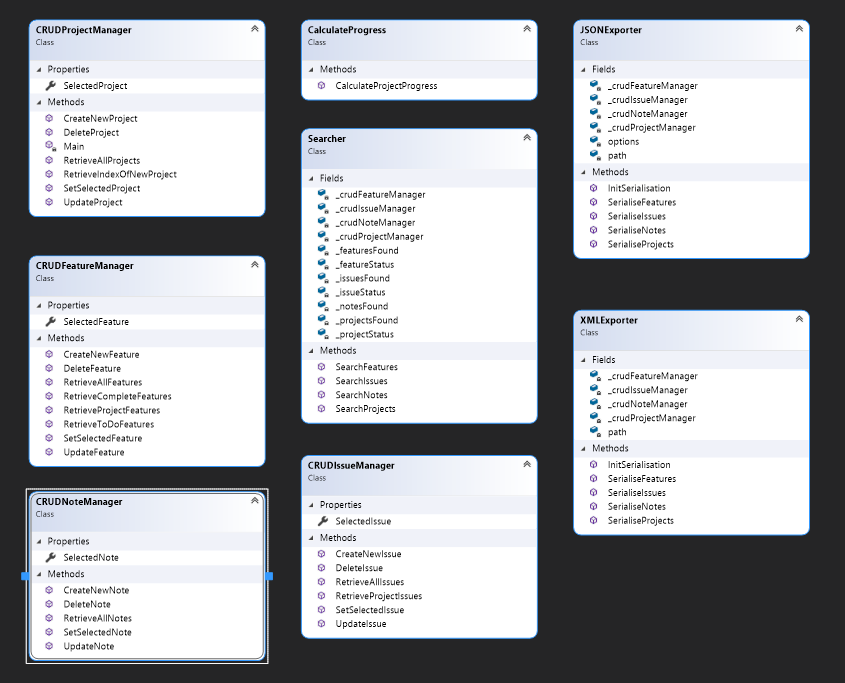 CRUDProjectManager
Class
Properties
SelectedProject
Methods
CreateNewProject
DeleteProject
Main
RetrieveAllProjects
RetrieveIndexOfNewProject
SetSelectedProject
UpdateProject
CRUDFeatureManager
Class
Properties
SelectedFeature
Methods
CreateNewFeature
DeleteFeature
RetrieveAllFeatures
RetrieveCompleteFeatures
RetrieveProjectFeatures
RetrieveToDoFeatures
SetSelectedFeature
UpdateFeature
CRUDNoteManager
Class
Properties
SelectedNote
Methods
CreateNewNote
DeleteNote
RetrieveAllNotes
SetSelectedNote
UpdateNote
CalculateProgress
Class
Methods
CalculateProjectProgress
Searcher
Class
Fields
_crudFeatureManager
_crudIssueManager
_crudNoteManager
_crudProjectManager
_featuresFound
_featureStatus
_issuesFound
_issueStatus
_notesFound
_projectsFound
_projectStatus
Methods
SearchFeatures
SearchIssues
SearchNotes
SearchProjects
CRUDIssueManager
Class
Properties
SelectedIssue
Methods
CreateNewIssue
DeleteIssue
RetrieveAllIssues
RetrieveProjectIssues
SetSelectedIssue
UpdateIssue
JSONExporter
Class
Fields
_crudFeatureManager
_crudIssueManager
_crudNoteManager
_crudProjectManager
options
path
Methods
InitSerialisation
SerialiseFeatures
SerialiseIssues
SerialiseNotes
SerialiseProjects
XMLExporter
Class
Fields
_crudFeatureManager
_crudIssueManager
_crudNoteManager
_crudProjectManager
path
Methods
InitSerialisation
SerialiseFeatures
SerialiseIssues
SerialiseNotes
SerialiseProjects